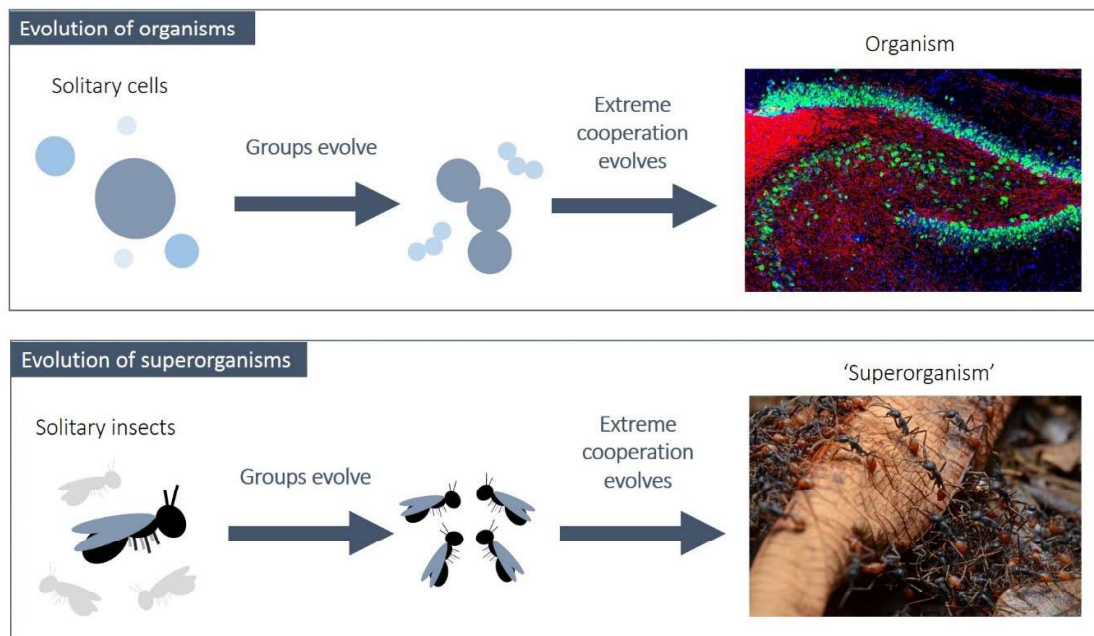 Evolution of organisms
Solitary cells
Groups evolve
Extreme
cooperation
evolves
Organism
Evolution of superorganisms
Solitary insects
Groups evolve
Extreme
cooperation
evolves
‘Superorganism’